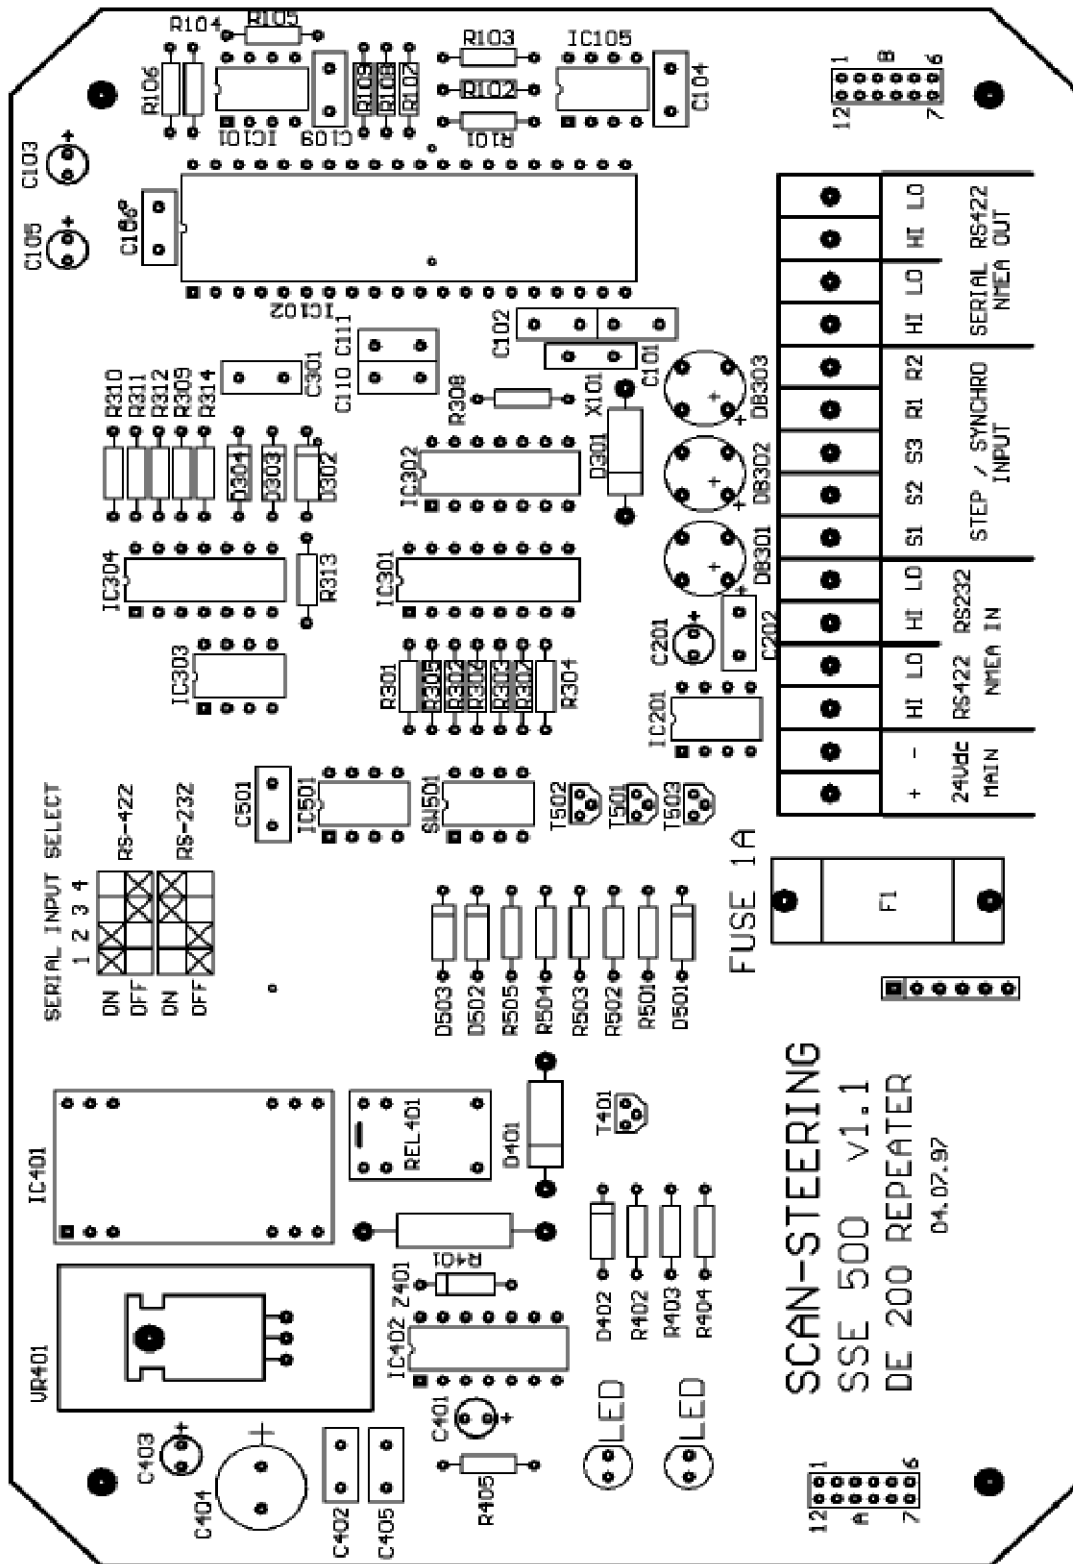 R104
R105
R106
IC101
C109
R109
R108
R107
R103
R102
R101
IC105
C104
1
B
6
12
7
C103
C105
C106
IC102
C102
C101
X101
C111
C110
C301
R308
R310
R311
R312
R309
R314
D304
D303
D302
IC302
D301
DB303
DB302
DB301
IC304
R313
IC301
IC303
R301
R305
R302
R306
R303
R307
R304
C201
C202
IC201
HI LO
HI LO
SERIAL RS422
NMEA OUT
S1 S2 S3 R1 R2
STEP / SYNCHRO
INPUT
HI LO
HI LO
RS422 RS232
NMEA IN
+ -
24Vdc
MAIN
SERIAL INPUT SELECT
1 2 3 4
ON
OFF
RS-422
ON
OFF
RS-232
C501
IC501
SW501
T502
T501
T503
FUSE 1A
F1
D503
D502
R505
R504
R503
R502
R501
D501
IC401
REL401
D401
T401
R401
Z401
VR401
IC402
D402
R402
R403
R404
C401
C403
C404
C402
C405
R405
LED
LED
SCAN-STEERING
SSE 500 v1.1
DE 200 REPEATER
04.07.97
1
6
12
A
7